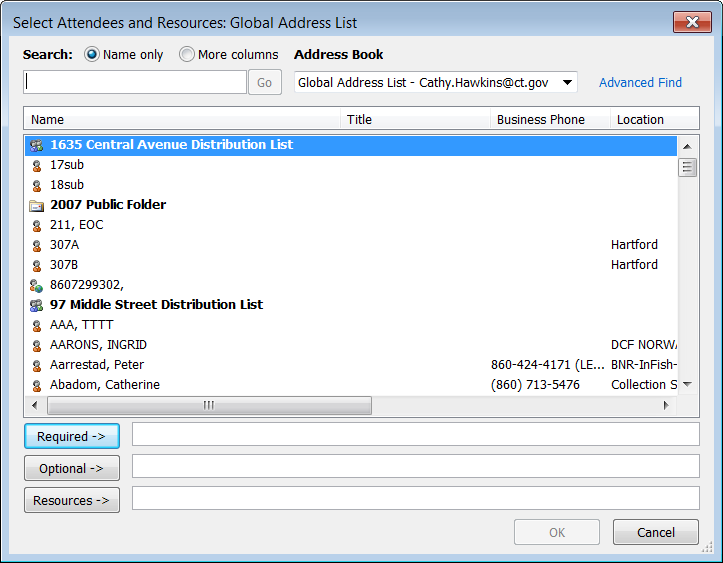 Select Attendees and Resources: Global Address List
Search: Name only More columns Address Book
Go Global Address List - Cathy.Hawkins@ct.gov Advanced Find
Name Title Business Phone Location
1635 Central Avenue Distribution List
17sub
18sub
2007 Public Folder
211, EOC
307A Hartford
307B Hartford
8607299302,
97 Middle Street Distribution List
AAA, TTTT
AARONS, INGRID DCF NORWA
Aarrestad, Peter 860-424-4171 (LE... BNR-InFish-
Abadom, Catherine (860) 713-5476 Collection S
Required ->
Optional ->
Resources ->
OK Cancel